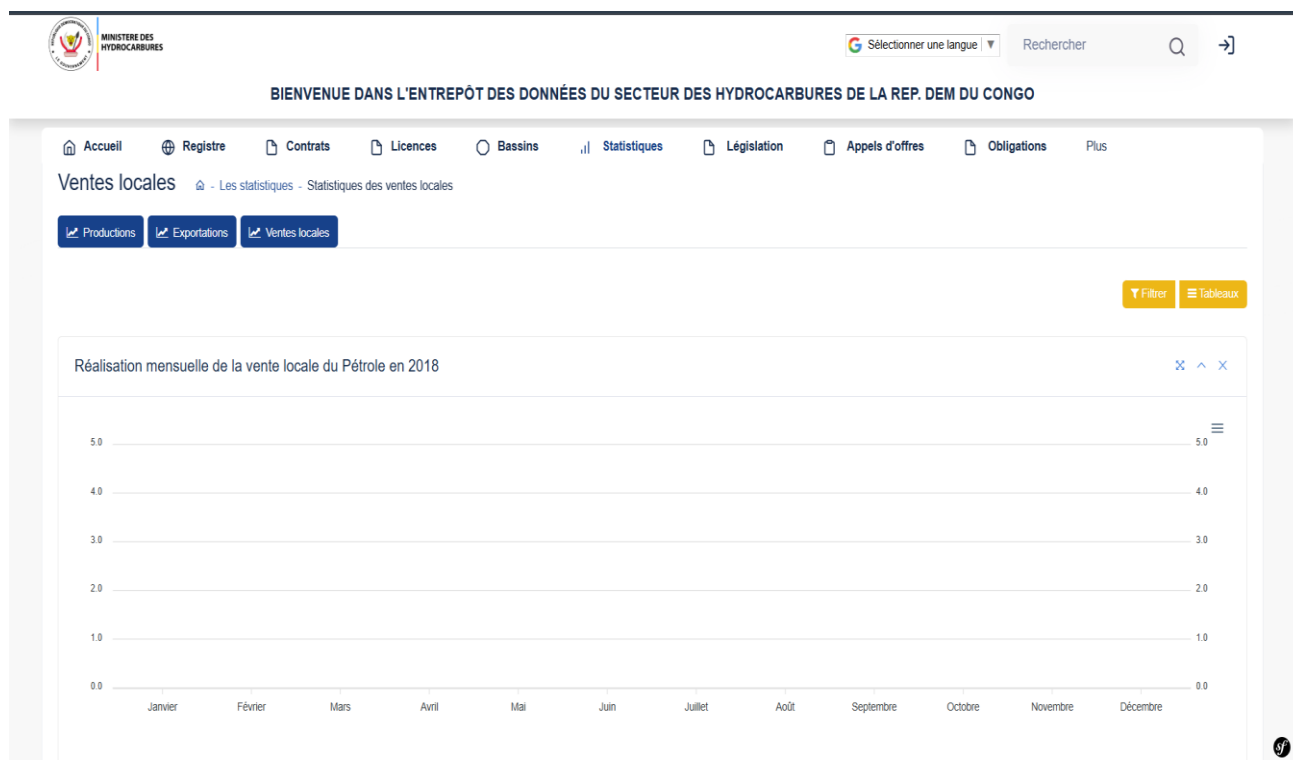 MINISTERE DES
HYDROCARBURES
Sélectionner une langue ▼
Rechercher
BIENVENUE DANS L'ENTREPÔT DES DONNÉES DU SECTEUR DES HYDROCARBURES DE LA REP. DEM DU CONGO
Accueil Registre Contrats Licences Bassins Statistiques Législation Appels d'offres Obligations Plus
Ventes locales - Les statistiques - Statistiques des ventes locales
Productions Exportations Ventes locales
Filtrer Tableaux
Réalisation mensuelle de la vente locale du Pétrole en 2018
5.0 5.0
4.0 4.0
3.0 3.0
2.0 2.0
1.0 1.0
0.0 0.0
Janvier Février Mars Avril Mai Juin Juillet Août Septembre Octobre Novembre Décembre
sf